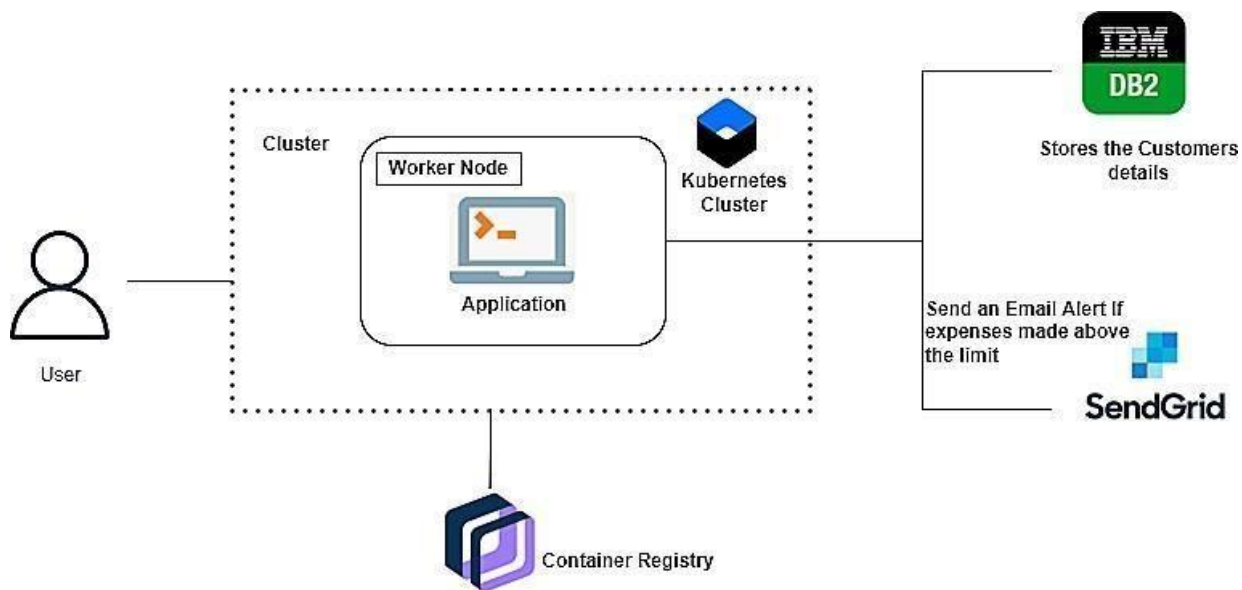 Cluster
Worker Node
Application
Kubernetes
Cluster
User
Container Registry
IBM
DB2
Stores the Customers
details
Send an Email Alert if
expenses made above
the limit
SendGrid